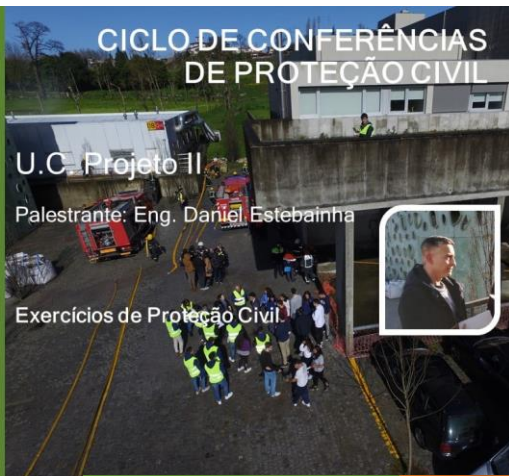 CICLO DE CONFERÊNCIAS
DE PROTEÇÃO CIVIL
U.C. Projeto II
Palestrante: Eng. Daniel Estebainha
Exercícios de Proteção Civil